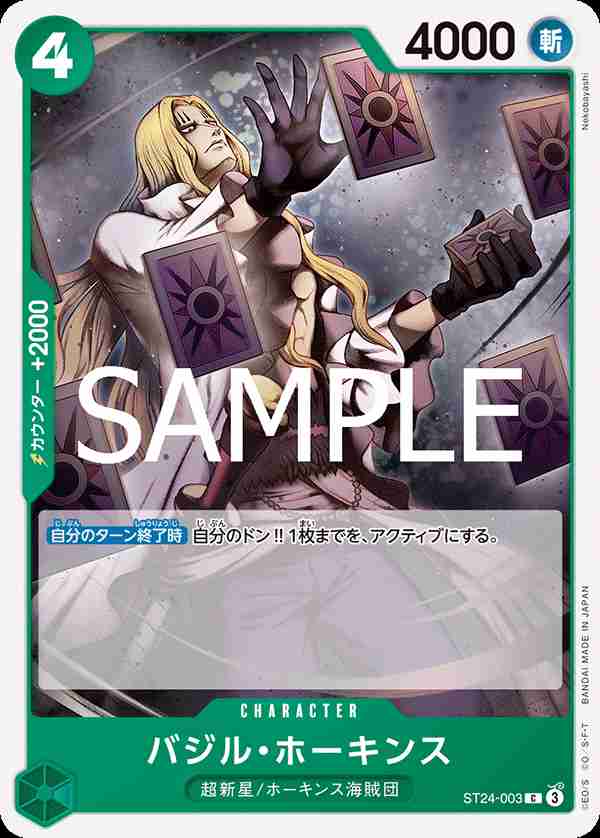 4
4000 斬
Nekobayashi
カウンター +2000
SAMPLE
自分のターン終了時 自分のドン!!1枚までを、アクティブにする。
CHARACTER
バジル・ホーキンス
超新星/ホーキンス海賊団
ST24-003 C 3
©E.O/S ©O/S・F・T BANDAI MADE IN JAPAN